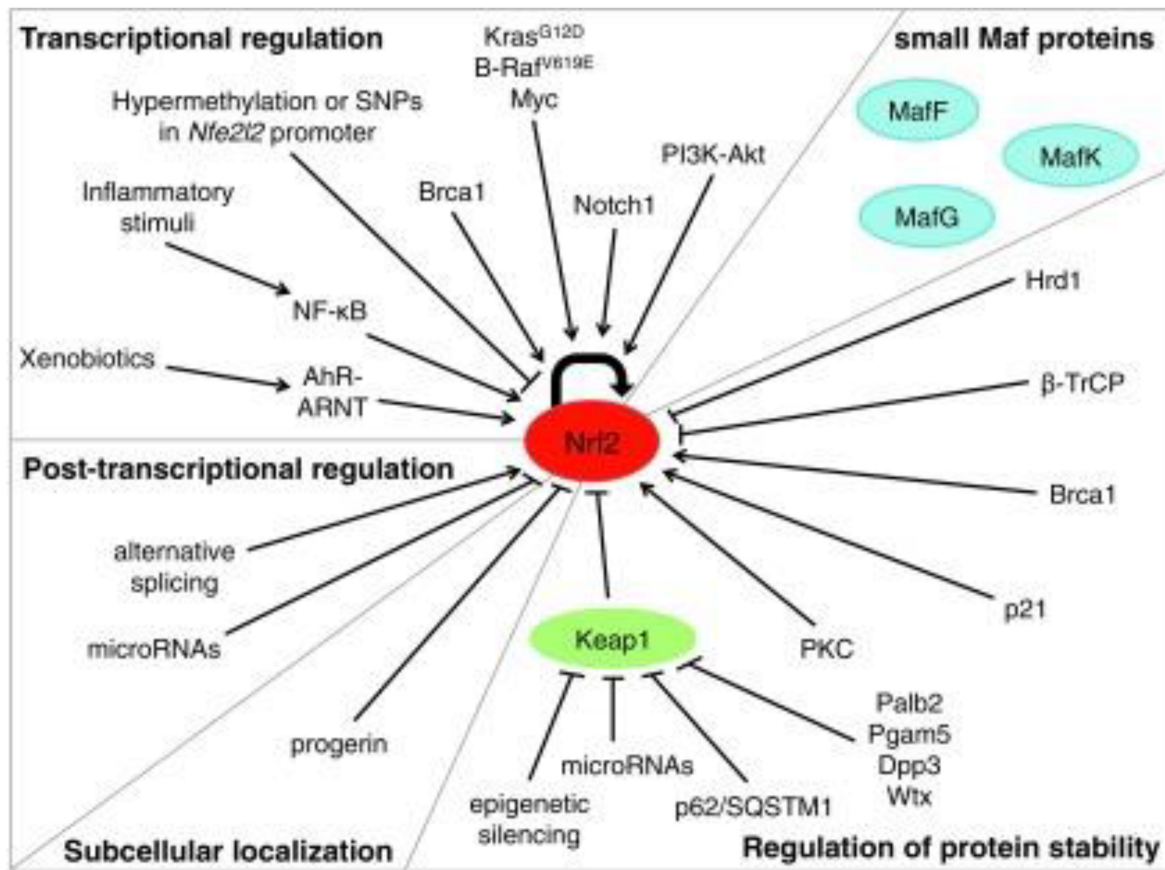 Transcriptional regulation
Kras^G12D
B-Raf^V619E
Myc
small Maf proteins
MafF
MafK
MafG
Hypermethylation or SNPs
in Nfe2l2 promoter
PI3K-Akt
Inflammatory
stimuli
Brca1
Notch1
NF-κB
Xenobiotics
AhR-
ARNT
Hrd1
β-TrCP
Nrf2
Post-transcriptional regulation
Brca1
alternative
splicing
p21
microRNAs
Keap1
PKC
progerin
microRNAs
Palb2
Pgam5
Dpp3
Wtx
epigenetic
silencing
p62/SQSTM1
Subcellular localization
Regulation of protein stability